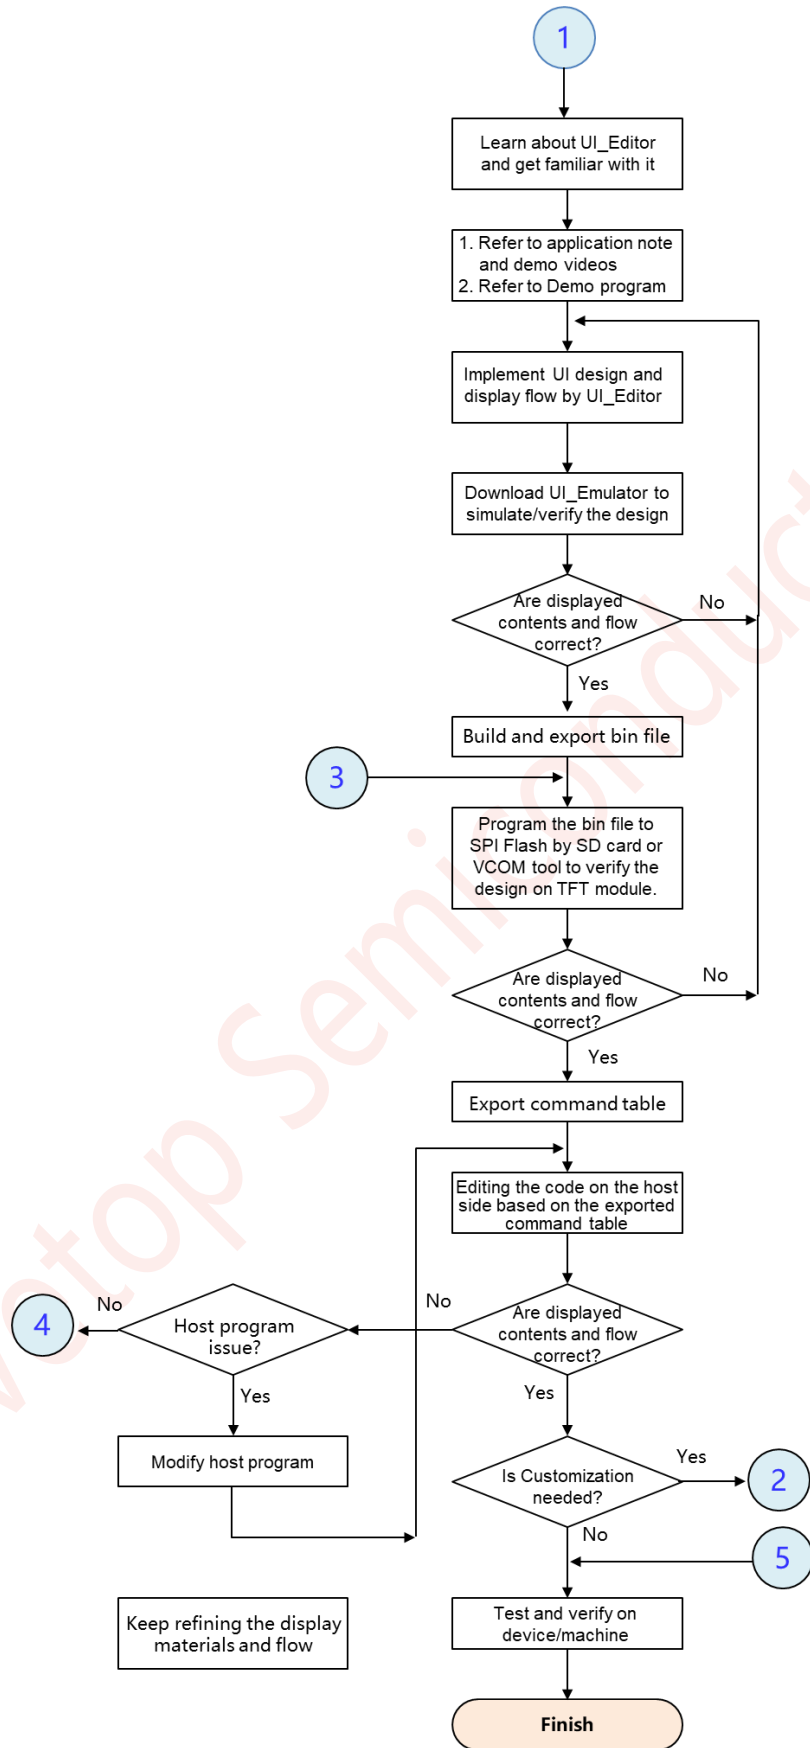 1
Learn about UI_Editor
and get familiar with it
1. Refer to application note
and demo videos
2. Refer to Demo program
Implement UI design and
display flow by UI_Editor
Download UI_Emulator to
simulate/verify the design
Are displayed
contents and flow
correct?
No
Yes
Build and export bin file
3
Program the bin file to
SPI Flash by SD card or
VCOM tool to verify the
design on TFT module.
Are displayed
contents and flow
correct?
No
Yes
Export command table
Editing the code on the host
side based on the exported
command table
Are displayed
contents and flow
correct?
No
Yes
Host program
issue?
No
4
Yes
Modify host program
Is Customization
needed?
Yes
2
No
5
Keep refining the display
materials and flow
Test and verify on
device/machine
Finish
votop Semiconduct